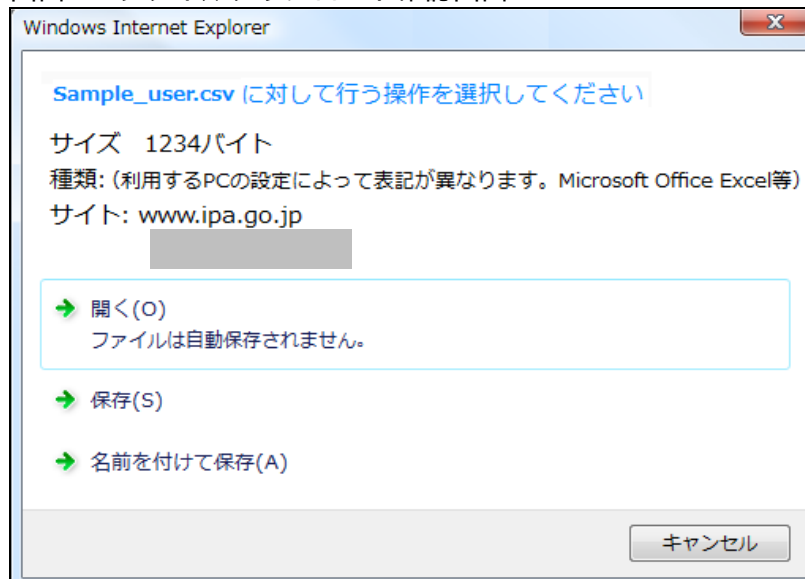 Windows Internet Explorer
Sample_user.csv に対して行う操作を選択してください
サイズ　1234バイト
種類: (利用するPCの設定によって表記が異なります。Microsoft Office Excel等)
サイト: www.ipa.go.jp
開く(O)
ファイルは自動保存されません。
保存(S)
名前を付けて保存(A)
キャンセル